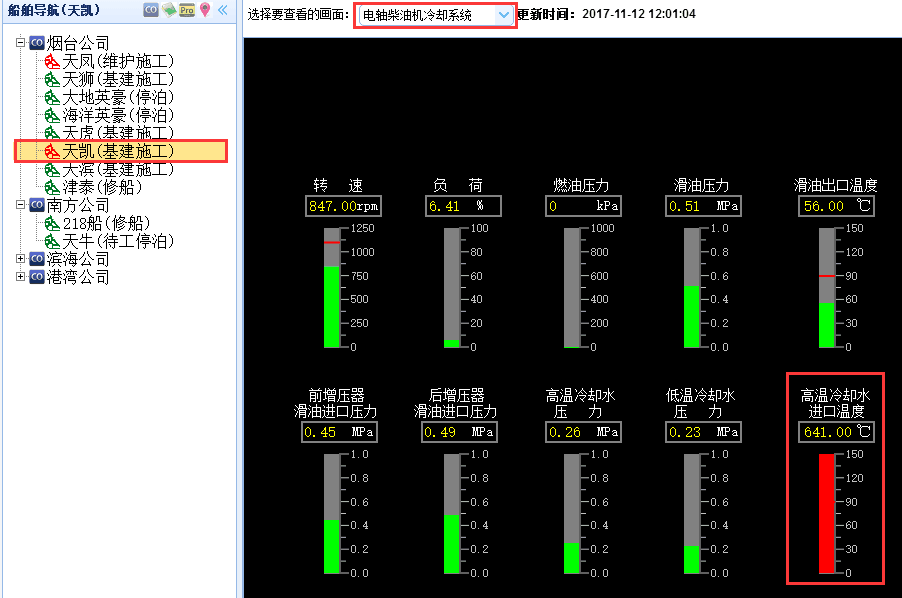 船舶导航(天凯) CO Pro «
烟台公司
天凤(维护施工)
天狮(基建施工)
大地英豪(停泊)
海洋英豪(停泊)
天虎(基建施工)
天凯(基建施工)
大滨(基建施工)
津泰(修船)
南方公司
218船(修船)
天牛(待工停泊)
滨海公司
港湾公司
选择要查看的画面: 电轴柴油机冷却系统 更新时间: 2017-11-12 12:01:04
转 速
847.00rpm
1250
1000
750
500
250
0
负 荷
6.41 %
100
80
60
40
20
0
燃油压力
0 kPa
1000
800
600
400
200
0
滑油压力
0.51 MPa
1.0
0.8
0.6
0.4
0.2
0.0
滑油出口温度
56.00 ℃
150
120
90
60
30
0
前增压器
滑油进口压力
0.45 MPa
1.0
0.8
0.6
0.4
0.2
0.0
后增压器
滑油进口压力
0.49 MPa
1.0
0.8
0.6
0.4
0.2
0.0
高温冷却水
压 力
0.26 MPa
1.0
0.8
0.6
0.4
0.2
0.0
低温冷却水
压 力
0.23 MPa
1.0
0.8
0.6
0.4
0.2
0.0
高温冷却水
进口温度
641.00 ℃
150
120
90
60
30
0